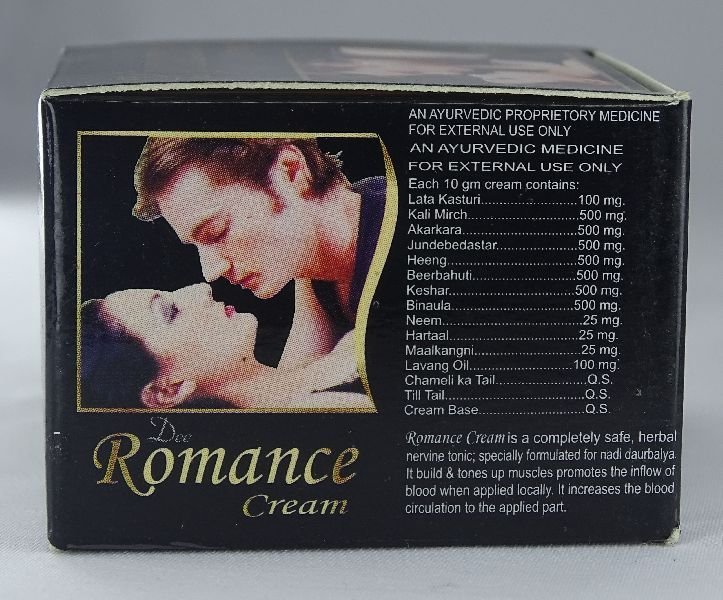 AN AYURVEDIC PROPRIETORY MEDICINE
FOR EXTERNAL USE ONLY
AN AYURVEDIC MEDICINE
FOR EXTERNAL USE ONLY
Each 10 gm cream contains:
Lata Kasturi.......................100 mg.
Kali Mirch..........................500 mg.
Akarkara............................500 mg.
Jundebedastar...................500 mg.
Heeng................................500 mg.
Beerbahuti.........................500 mg.
Keshar...............................500 mg.
Binaula..............................500 mg.
Neem..................................25 mg.
Hartaal................................25 mg.
Maalkangni.........................25 mg.
Lavang Oil.........................100 mg.
Chameli ka Tail....................Q.S.
Till Tail..................................Q.S.
Cream Base.........................Q.S.
Romance Cream is a completely safe, herbal
nervine tonic; specially formulated for nadi daurbalya.
It build & tones up muscles promotes the inflow of
blood when applied locally. It increases the blood
circulation to the applied part.
Dee
Romance
Cream